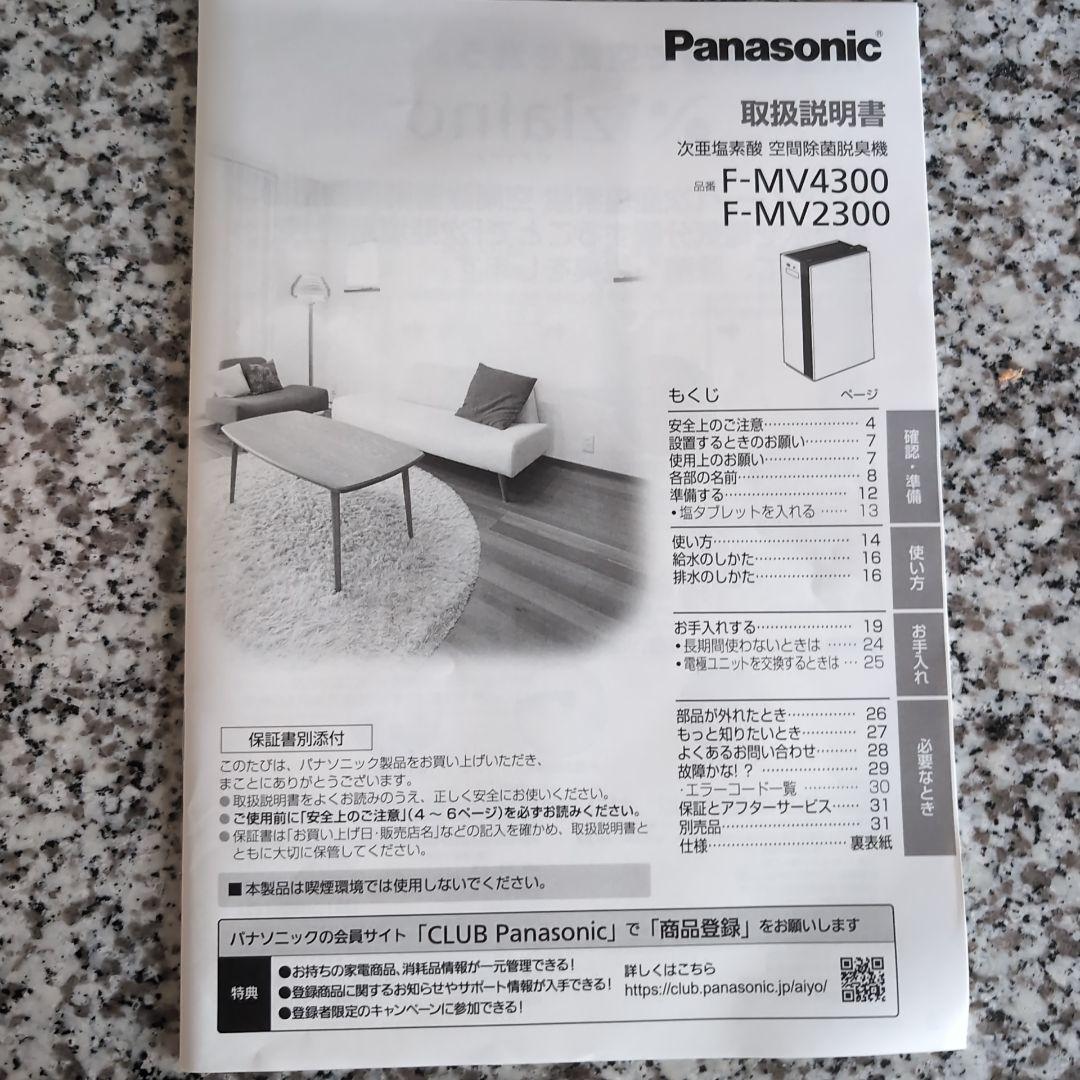 Panasonic®
取扱説明書
次亜塩素酸 空間除菌脱臭機
品番 F-MV4300
F-MV2300
もくじ ページ
安全上のご注意…………………… 4
設置するときのお願い………… 7
使用上のお願い………………… 7
各部の名前……………………… 8
準備する………………………… 12
・塩タブレットを入れる …… 13
確認・準備
使い方…………………………… 14
給水のしかた…………………… 16
排水のしかた…………………… 16
使い方
お手入れする…………………… 19
・長期間使わないときは …… 24
・電極ユニットを交換するときは … 25
お手入れ
部品が外れたとき…………… 26
もっと知りたいとき………… 27
よくあるお問い合わせ……… 28
故障かな!? ………………… 29
・エラーコード一覧 ………… 30
保証とアフターサービス…… 31
別売品………………………… 31
仕様…………………………… 裏表紙
必要なとき
保証書別添付
このたびは、パナソニック製品をお買い上げいただき、
まことにありがとうございます。
●取扱説明書をよくお読みのうえ、正しく安全にお使いください。
●ご使用前に「安全上のご注意」(4 ~ 6ページ)を必ずお読みください。
●保証書は「お買い上げ日・販売店名」などの記入を確かめ、取扱説明書と
ともに大切に保管してください。
■本製品は喫煙環境では使用しないでください。
パナソニックの会員サイト「CLUB Panasonic」で「商品登録」をお願いします
特典
●お持ちの家電商品、消耗品情報が一元管理できる!
●登録商品に関するお知らせやサポート情報が入手できる!
●登録者限定のキャンペーンに参加できる!
詳しくはこちら
https://club.panasonic.jp/aiyo/